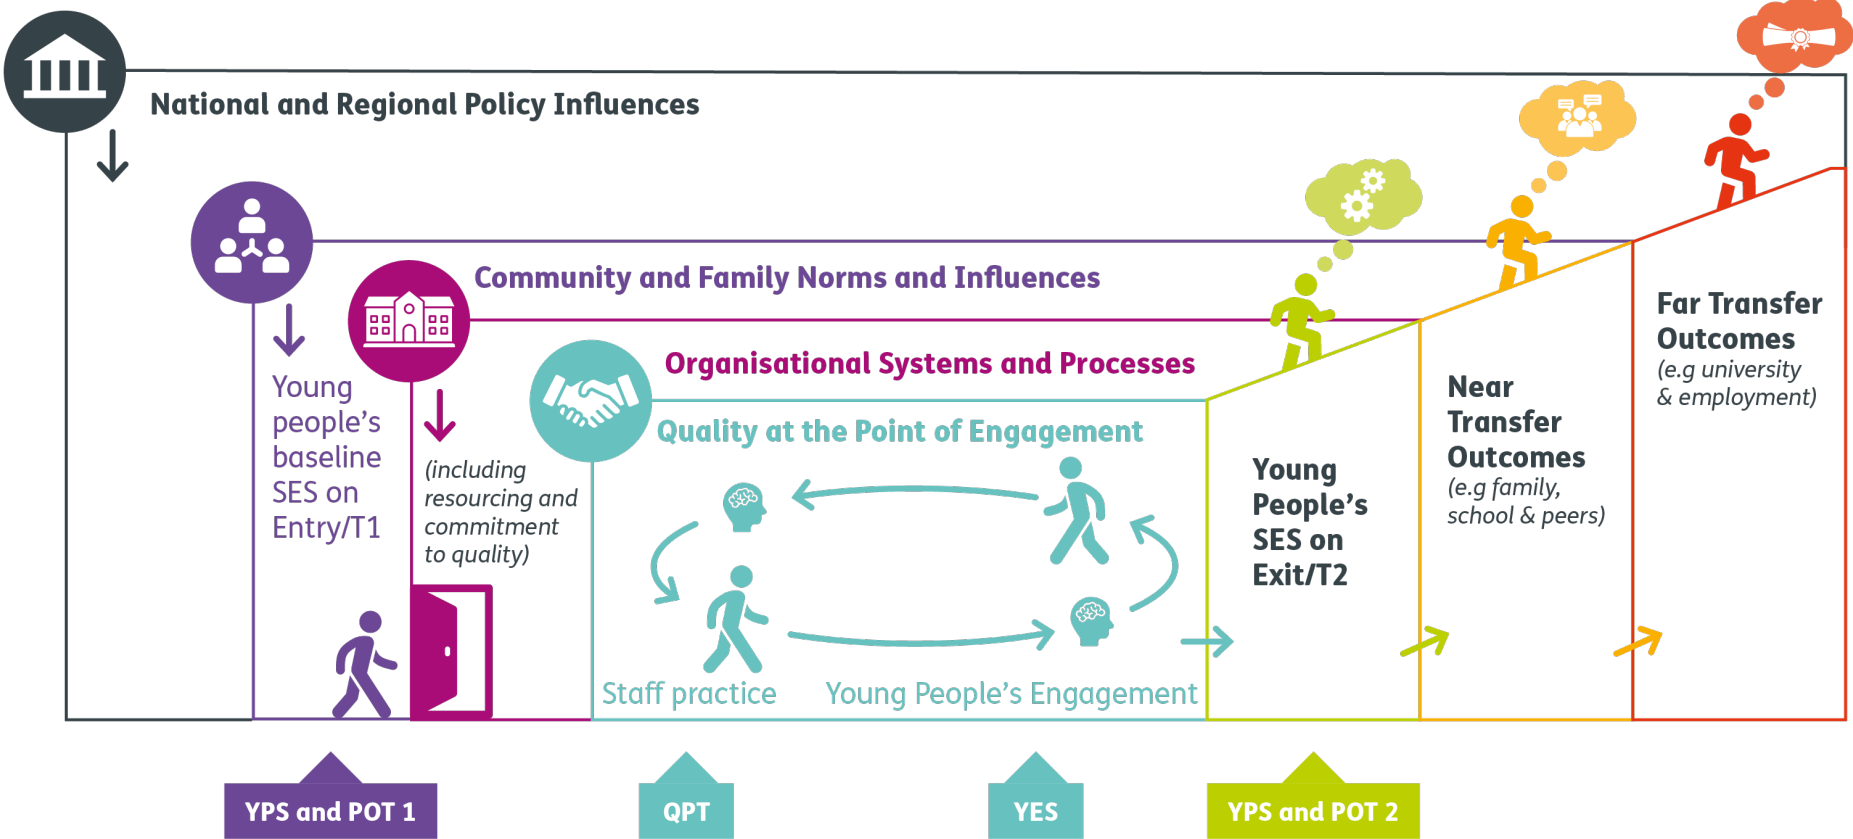 National and Regional Policy Influences
Community and Family Norms and Influences
Young
people's
baseline
SES on
Entry/T1
Organisational Systems and Processes
(including
resourcing and
commitment
to quality)
Quality at the Point of Engagement
Staff practice
Young People's Engagement
Young
People's
SES on
Exit/T2
Near
Transfer
Outcomes
(e.g family,
school & peers)
Far Transfer
Outcomes
(e.g university
& employment)
YPS and POT 1
QPT
YES
YPS and POT 2